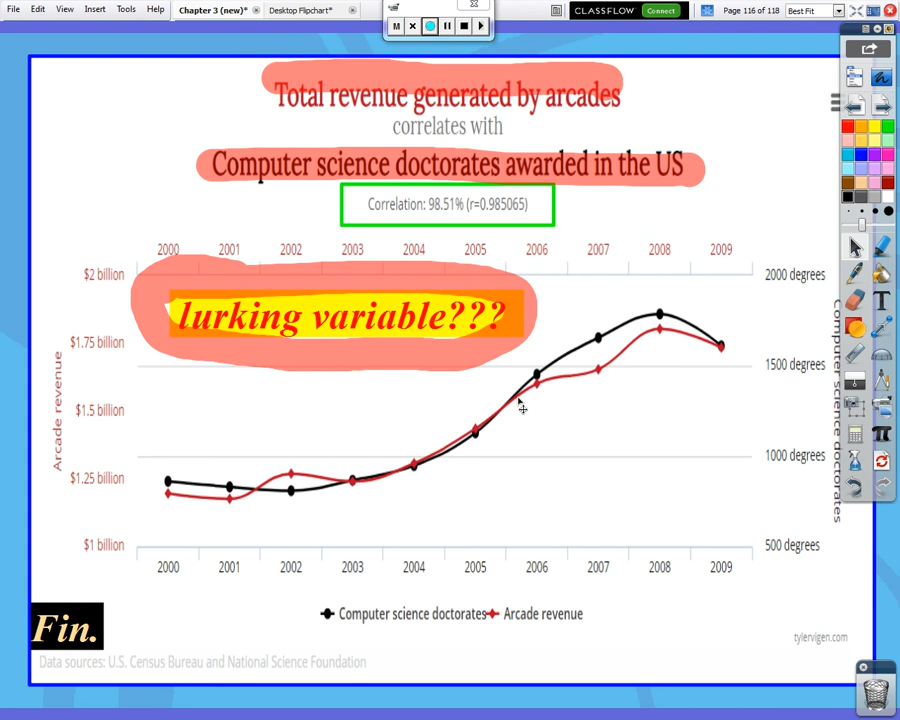 File Edit View Insert Tools Help Chapter 3 (new)* Desktop Flipchart* CLASSFLOW Connect Page 116 of 118 Best Fit
M
Total revenue generated by arcades
correlates with
Computer science doctorates awarded in the US
Correlation: 98.51% (r=0.985065)
2000 2001 2002 2003 2004 2005 2006 2007 2008 2009
$2 billion 2000 degrees
lurking variable???
$1.75 billion 1500 degrees
$1.5 billion
$1.25 billion 1000 degrees
$1 billion 500 degrees
Arcade revenue
Computer science doctorates
2000 2001 2002 2003 2004 2005 2006 2007 2008 2009
Computer science doctorates Arcade revenue
Fin.
tylervigen.com
Data sources: U.S. Census Bureau and National Science Foundation